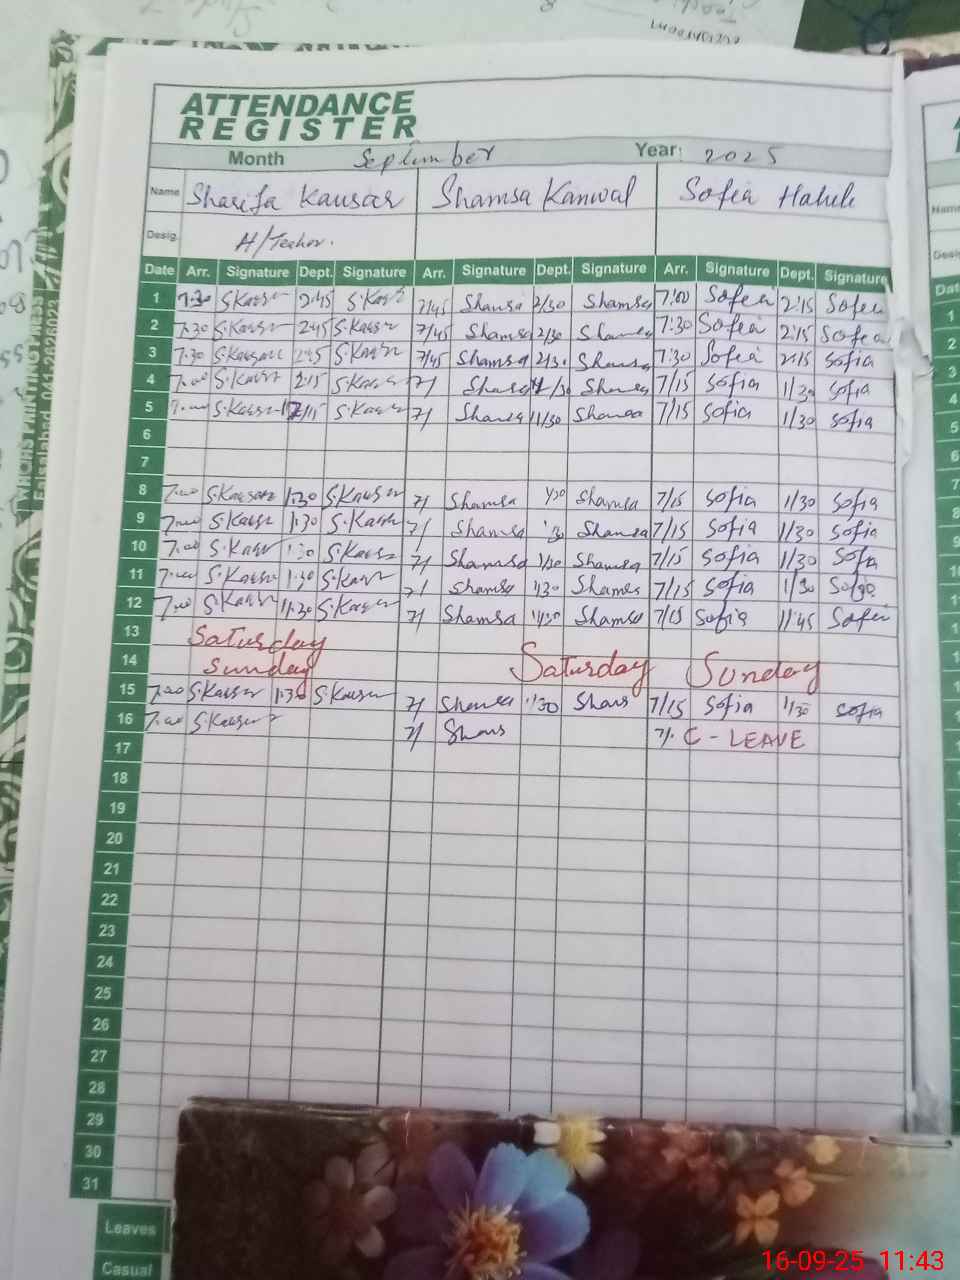 ATTENDANCE
REGISTER
Month September Year: 2025
Name Sharifa Kausar Shamsa Kanwal Sofia
Desig. H/Teacher.
Date Arr. Signature Dept. Signature Arr. Signature Dept. Signature Arr. Signature Dept. Signature
1 7:30 S.Kausar 2:45 7/45 Shamsa 2/30 Shamsa 7:00 Sofia 2:15 Sofia
2 7:30 S.Kausar 2:45 S.Kausar 7/45 Shamsa 2/30 Shamsa 7:30 Sofia 2:15 Sofia
3 7:30 S.Kausar 2:45 S.Kausar 7/45 Shamsa 2/30 Shamsa 7:30 Sofia 2:15 Sofia
4 7:00 S.Kausar 2:15 S.Kausar 7/ Shamsa Shamsa 7/15 Sofia 1/30 Sofia
5 7:00 S.Kausar S.Kausar 7/ Shamsa 11/30 Shamsa 7/15 Sofia 1/30 Sofia
6
7
8 7:00 S.Kausar 1:30 S.Kausar 7/ Shamsa 1/30 Shamsa 7/15 Sofia 1/30 Sofia
9 7:00 S.Kausar 1:30 S.Kausar 7/ Shamsa Shamsa 7/15 Sofia 1/30 Sofia
10 7:00 S.Kausar 1:30 S.Kausar 7/ Shamsa 1/30 Shamsa 7/15 Sofia 1/30 Sofia
11 7:00 S.Kausar 1:30 S.Kausar 7/ Shamsa 1/30 Shamsa 7/15 Sofia 1/30 Sofia
12 7:00 S.Kausar 11:30 S.Kausar 7/ Shamsa 11/30 Shamsa 7/15 Sofia 11:45 Sofia
13 Saturday
14 Sunday Saturday Sunday
15 7:00 S.Kausar 1:30 S.Kausar 7/ Shamsa 1/30 Shams 7/15 Sofia 1/30 Sofia
16 7:00 S.Kausar 7/ Shams C - LEAVE
17
18
19
20
21
22
23
24
25
26
27
28
29
30
31
Leaves
Casual
Faisalabad. 041-2626023
16-09-25 11:43